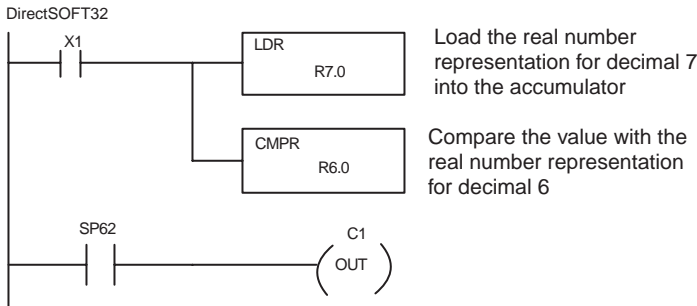 DirectSOFT32
X1
LDR
R7.0
Load the real number
representation for decimal 7
into the accumulator
CMPR
R6.0
Compare the value with the
real number representation
for decimal 6
SP62
C1
OUT